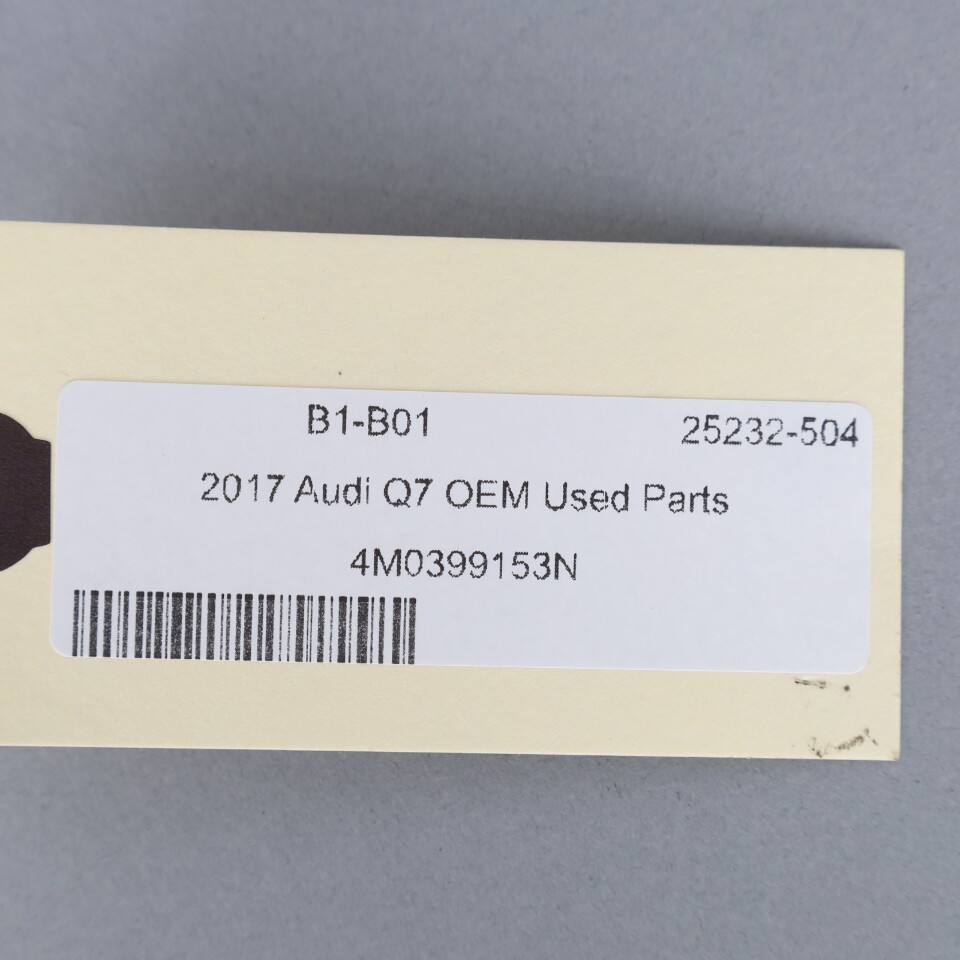 B1-B01 25232-504
2017 Audi Q7 OEM Used Parts
4M0399153N